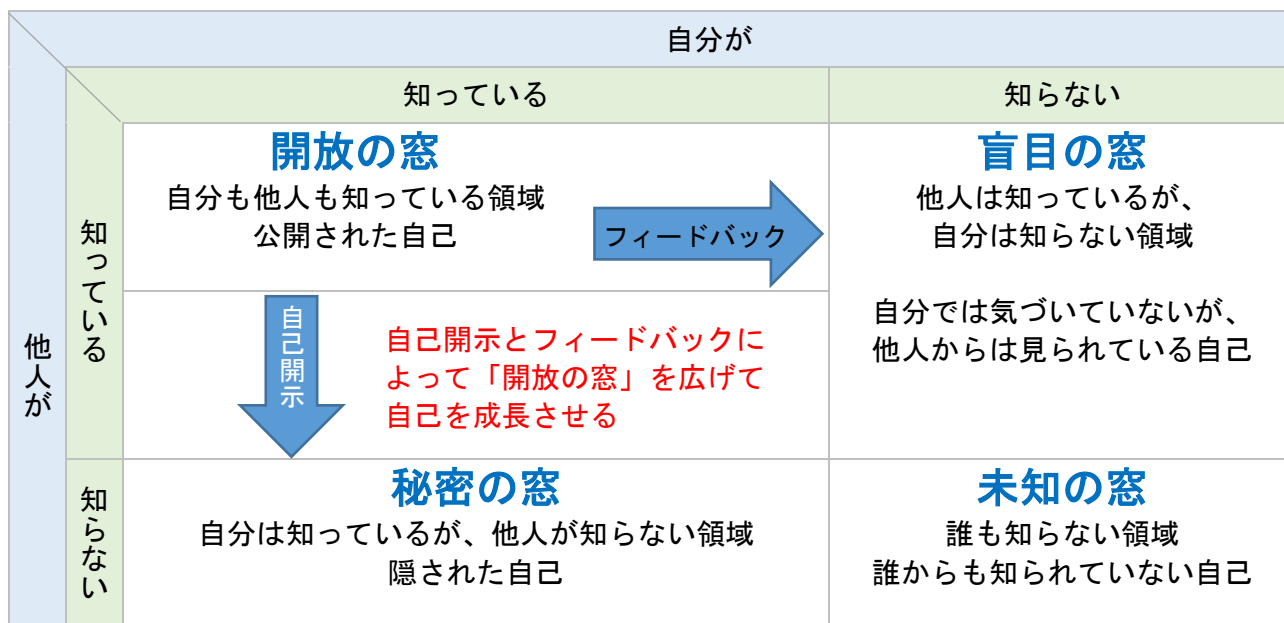 自分が
知っている
知らない
他人が
知っている
開放の窓
自分も他人も知っている領域
公開された自己
フィードバック
盲目の窓
他人は知っているが、
自分は知らない領域
自分では気づいていないが、
他人からは見られている自己
自己開示
自己開示とフィードバックに
よって「開放の窓」を広げて
自己を成長させる
知らない
秘密の窓
自分は知っているが、他人が知らない領域
隠された自己
未知の窓
誰も知らない領域
誰からも知られていない自己